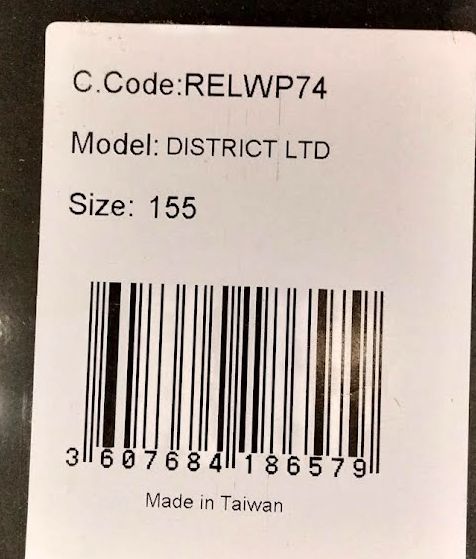 C.Code:RELWP74
Model: DISTRICT LTD
Size: 155
3 607684 186579
Made in Taiwan